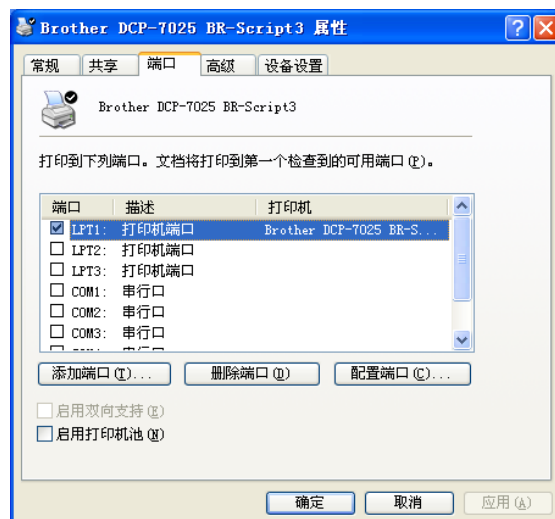 Brother DCP-7025 BR-Script3 属性
常规 共享 端口 高级 设备设置
Brother DCP-7025 BR-Script3
打印到下列端口。文档将打印到第一个检查到的可用端口(P)。
端口 描述 打印机
LPT1: 打印机端口 Brother DCP-7025 BR-S...
LPT2: 打印机端口
LPT3: 打印机端口
COM1: 串行口
COM2: 串行口
COM3: 串行口
添加端口(T)... 删除端口(D) 配置端口(C)...
启用双向支持(E)
启用打印机池(N)
确定 取消 应用(A)